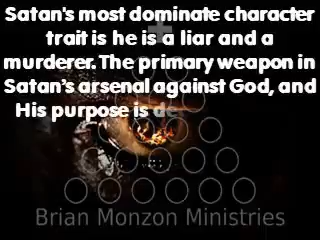 Satan's most dominate character
trait is he is a liar and a
murderer. The primary weapon in
Satan's arsenal against God, and
His purpose is de
Brian Monzon Ministries